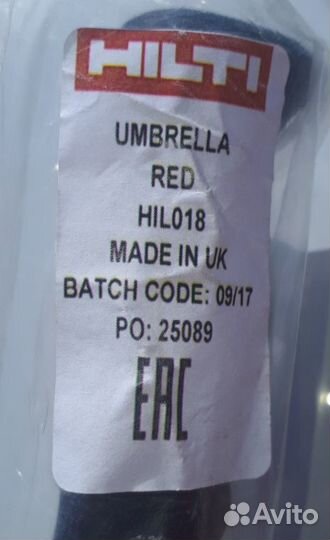 HILTI
UMBRELLA
RED
HIL018
MADE IN UK
BATCH CODE: 09/17
PO: 25089
EAC
Avito